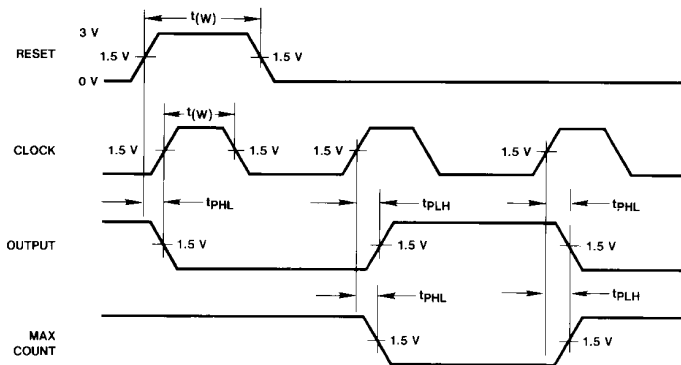 t(W)
3 V
RESET
1.5 V
1.5 V
0 V
t(W)
CLOCK
1.5 V
1.5 V
1.5 V
1.5 V
tPHL
tPLH
tPHL
OUTPUT
1.5 V
1.5 V
1.5 V
tPHL
tPLH
MAX
COUNT
1.5 V
1.5 V